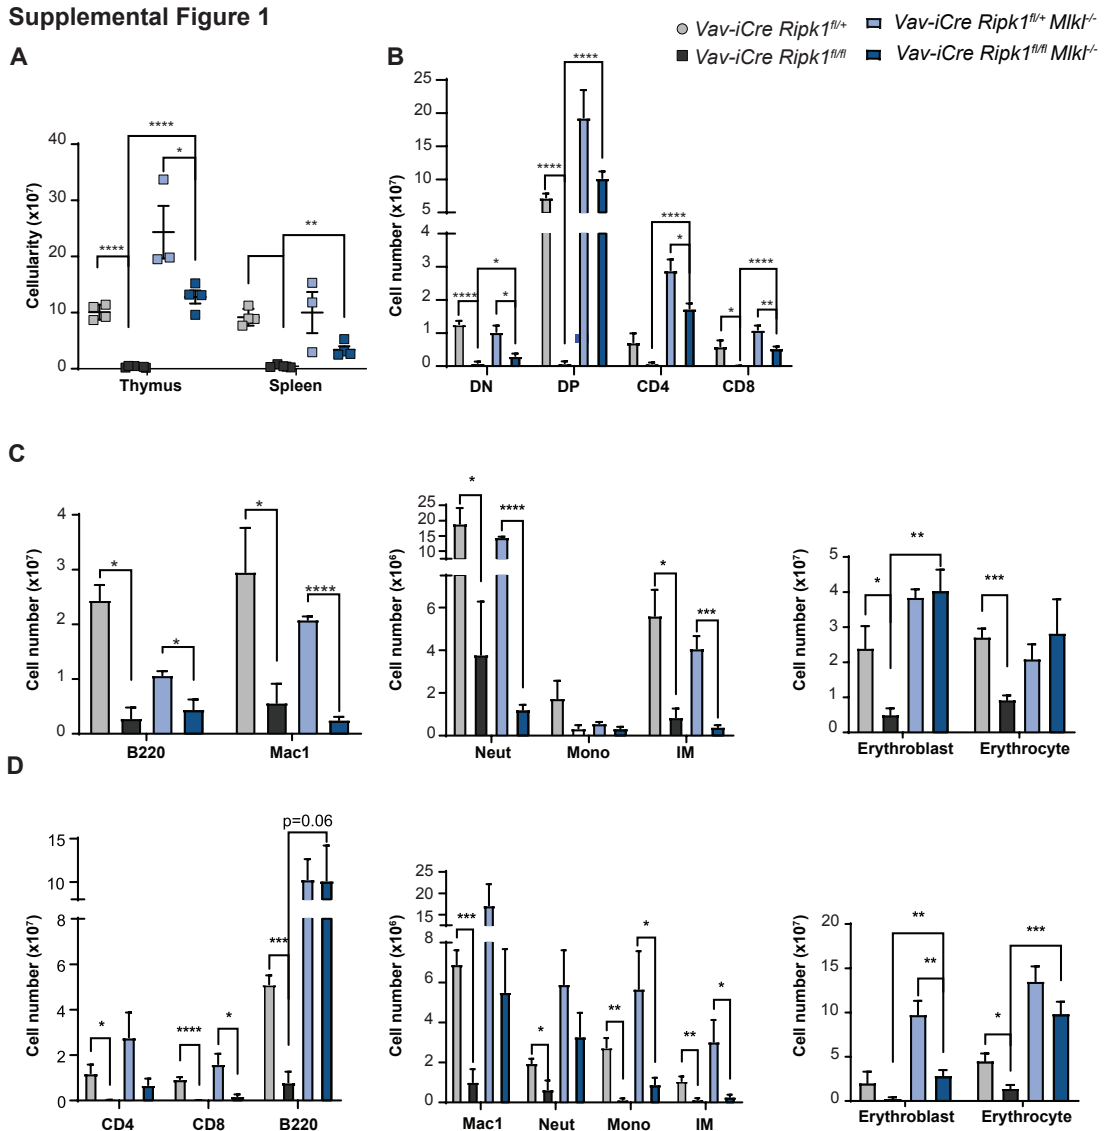 Supplemental Figure 1
Vav-iCre Ripk1fl/+
Vav-iCre Ripk1fl/+ Mlkl-/-
Vav-iCre Ripk1fl/fl
Vav-iCre Ripk1fl/fl Mlkl-/-
A
Cellularity (x10⁷)
40
30
20
10
0
****
****
*
**
Thymus
Spleen
B
Cell number (x10⁷)
25
20
15
10
5
4
3
2
1
0
****
*
*
****
****
****
*
*
****
**
DN
DP
CD4
CD8
C
Cell number (x10⁷)
4
3
2
1
0
*
*
*
****
B220
Mac1
Cell number (x10⁶)
25
20
15
10
6
4
2
0
*
****
*
***
Neut
Mono
IM
Cell number (x10⁷)
5
4
3
2
1
0
*
**
***
Erythroblast
Erythrocyte
D
Cell number (x10⁷)
15
10
8
6
4
2
0
*
****
*
***
p=0.06
CD4
CD8
B220
Cell number (x10⁶)
25
20
15
10
8
6
4
2
0
***
*
**
*
**
*
Mac1
Neut
Mono
IM
Cell number (x10⁷)
20
15
10
5
0
**
**
*
***
Erythroblast
Erythrocyte